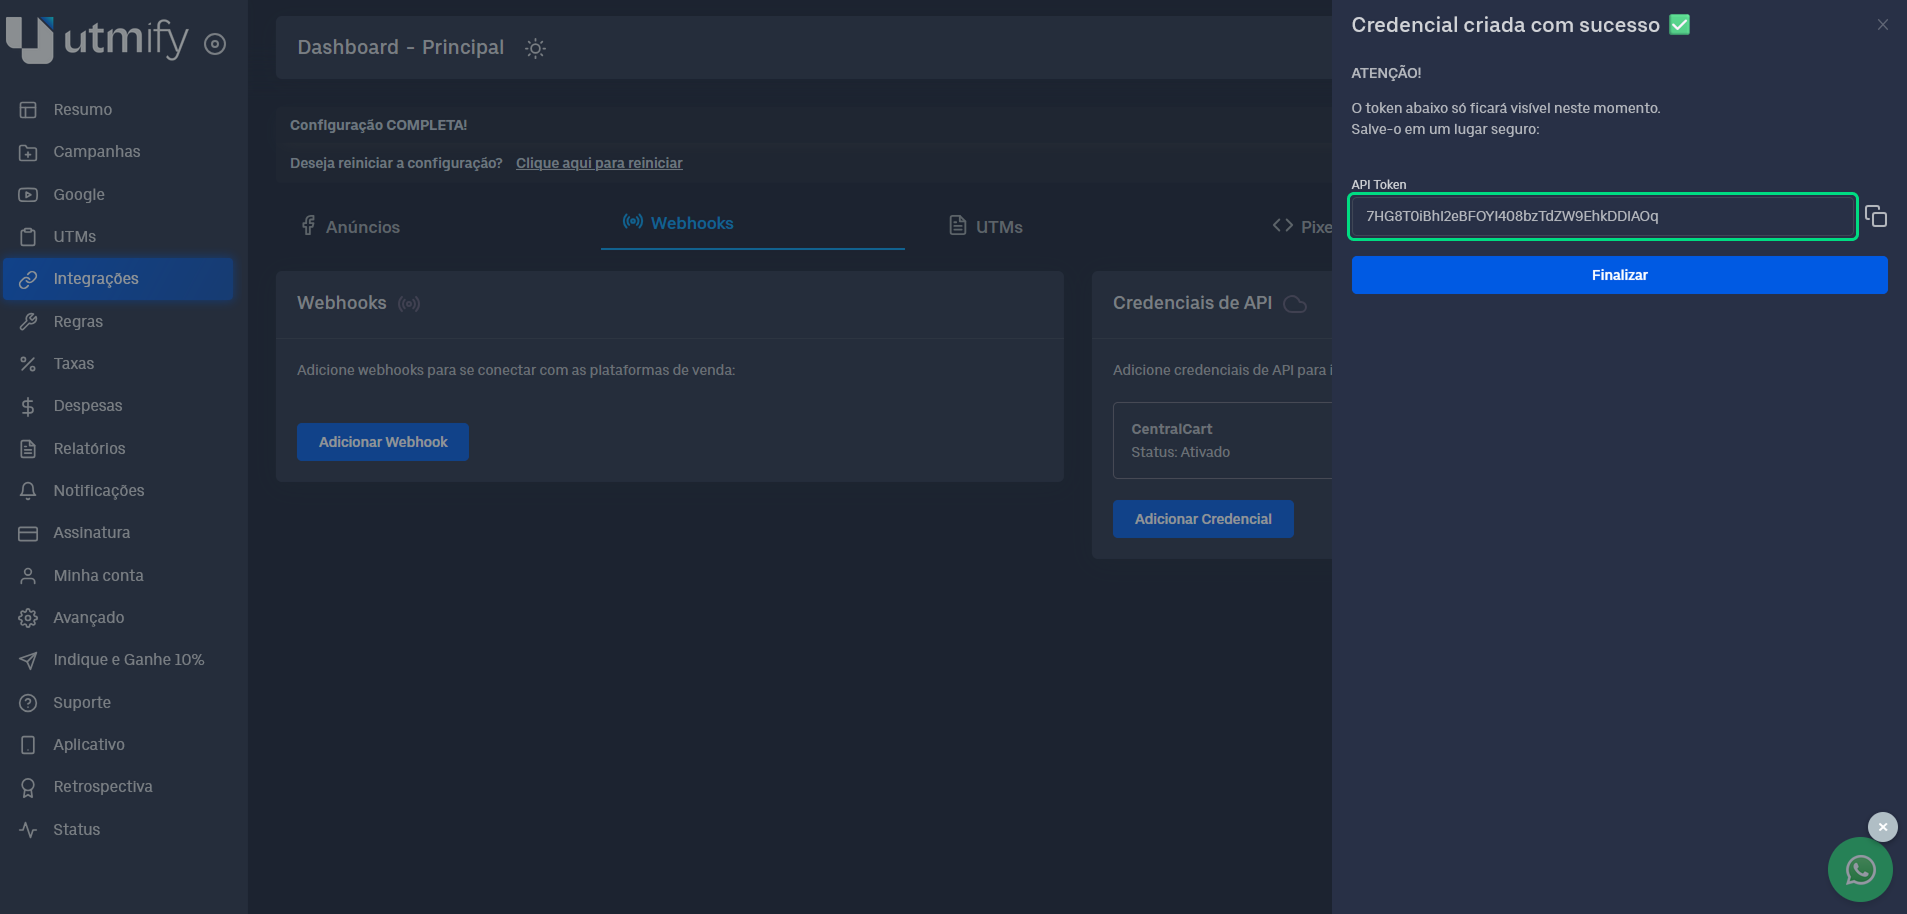 utmify
Resumo
Campanhas
Google
UTMs
Integrações
Regras
Taxas
Despesas
Relatórios
Notificações
Assinatura
Minha conta
Avançado
Indique e Ganhe 10%
Suporte
Aplicativo
Retrospectiva
Status
Dashboard - Principal
Configuração COMPLETA!
Deseja reiniciar a configuração? Clique aqui para reiniciar
Anúncios
Webhooks
UTMs
Pixe
Webhooks
Adicione webhooks para se conectar com as plataformas de venda:
Adicionar Webhook
Credenciais de API
Adicione credenciais de API para i
CentralCart
Status: Ativado
Adicionar Credencial
Credencial criada com sucesso ✅
ATENÇÃO!
O token abaixo só ficará visível neste momento.
Salve-o em um lugar seguro:
API Token
7HG8T0iBhI2eBFOYI408bzTdZW9EhkDDIAOq
Finalizar